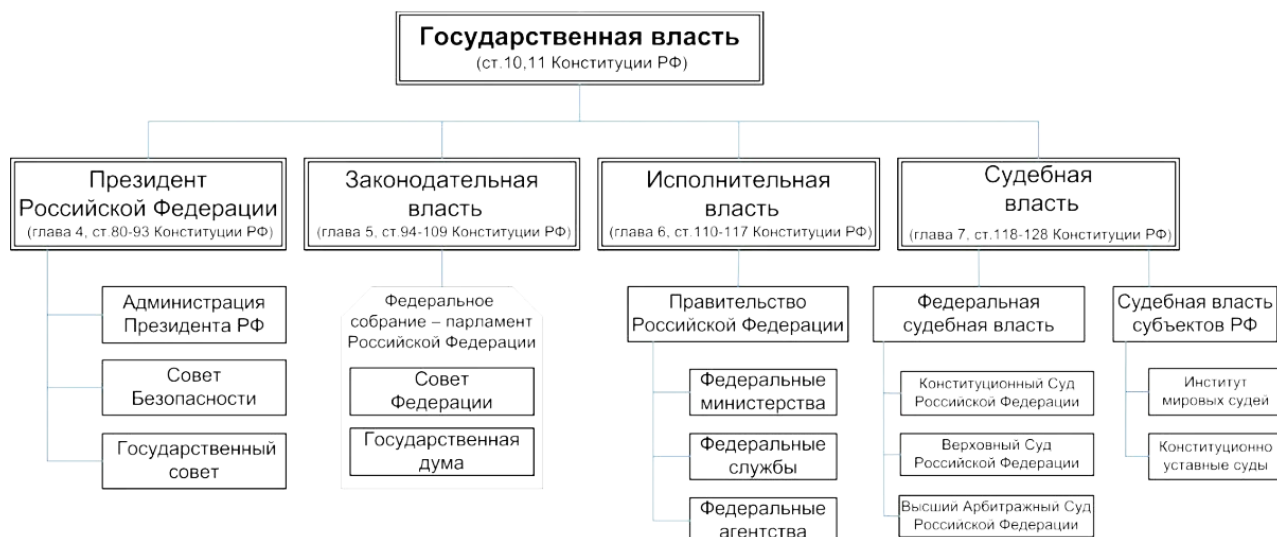 Государственная власть
(ст.10,11 Конституции РФ)
Президент
Российской Федерации
(глава 4, ст.80-93 Конституции РФ)
Администрация
Президента РФ
Совет
Безопасности
Государственный
совет
Законодательная
власть
(глава 5, ст.94-109 Конституции РФ)
Федеральное
собрание – парламент
Российской Федерации
Совет
Федерации
Государственная
дума
Исполнительная
власть
(глава 6, ст.110-117 Конституции РФ)
Правительство
Российской Федерации
Федеральные
министерства
Федеральные
службы
Федеральные
агентства
Судебная
власть
(глава 7, ст.118-128 Конституции РФ)
Федеральная
судебная власть
Конституционный Суд
Российской Федерации
Верховный Суд
Российской Федерации
Высший Арбитражный Суд
Российской Федерации
Судебная власть
субъектов РФ
Институт
мировых судей
Конституционно
уставные суды